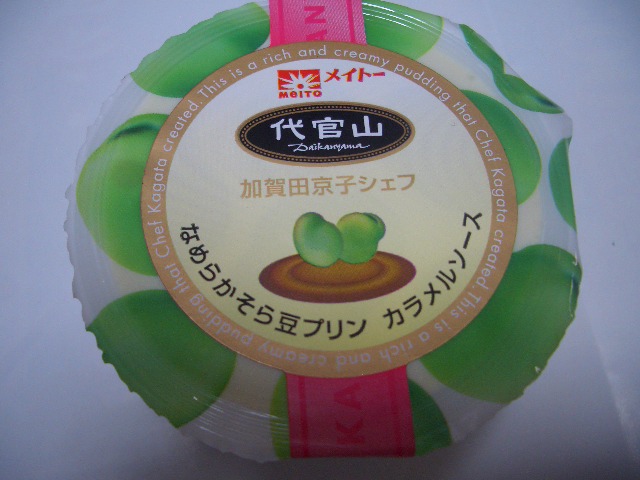 メイトー
MEITO
代官山
Daikanyama
加賀田京子シェフ
なめらかそら豆プリン カラメルソース
This is a rich and creamy pudding that Chef Kagata created. This is a rich and creamy pudding that Chef Kagata created.
AN
KA